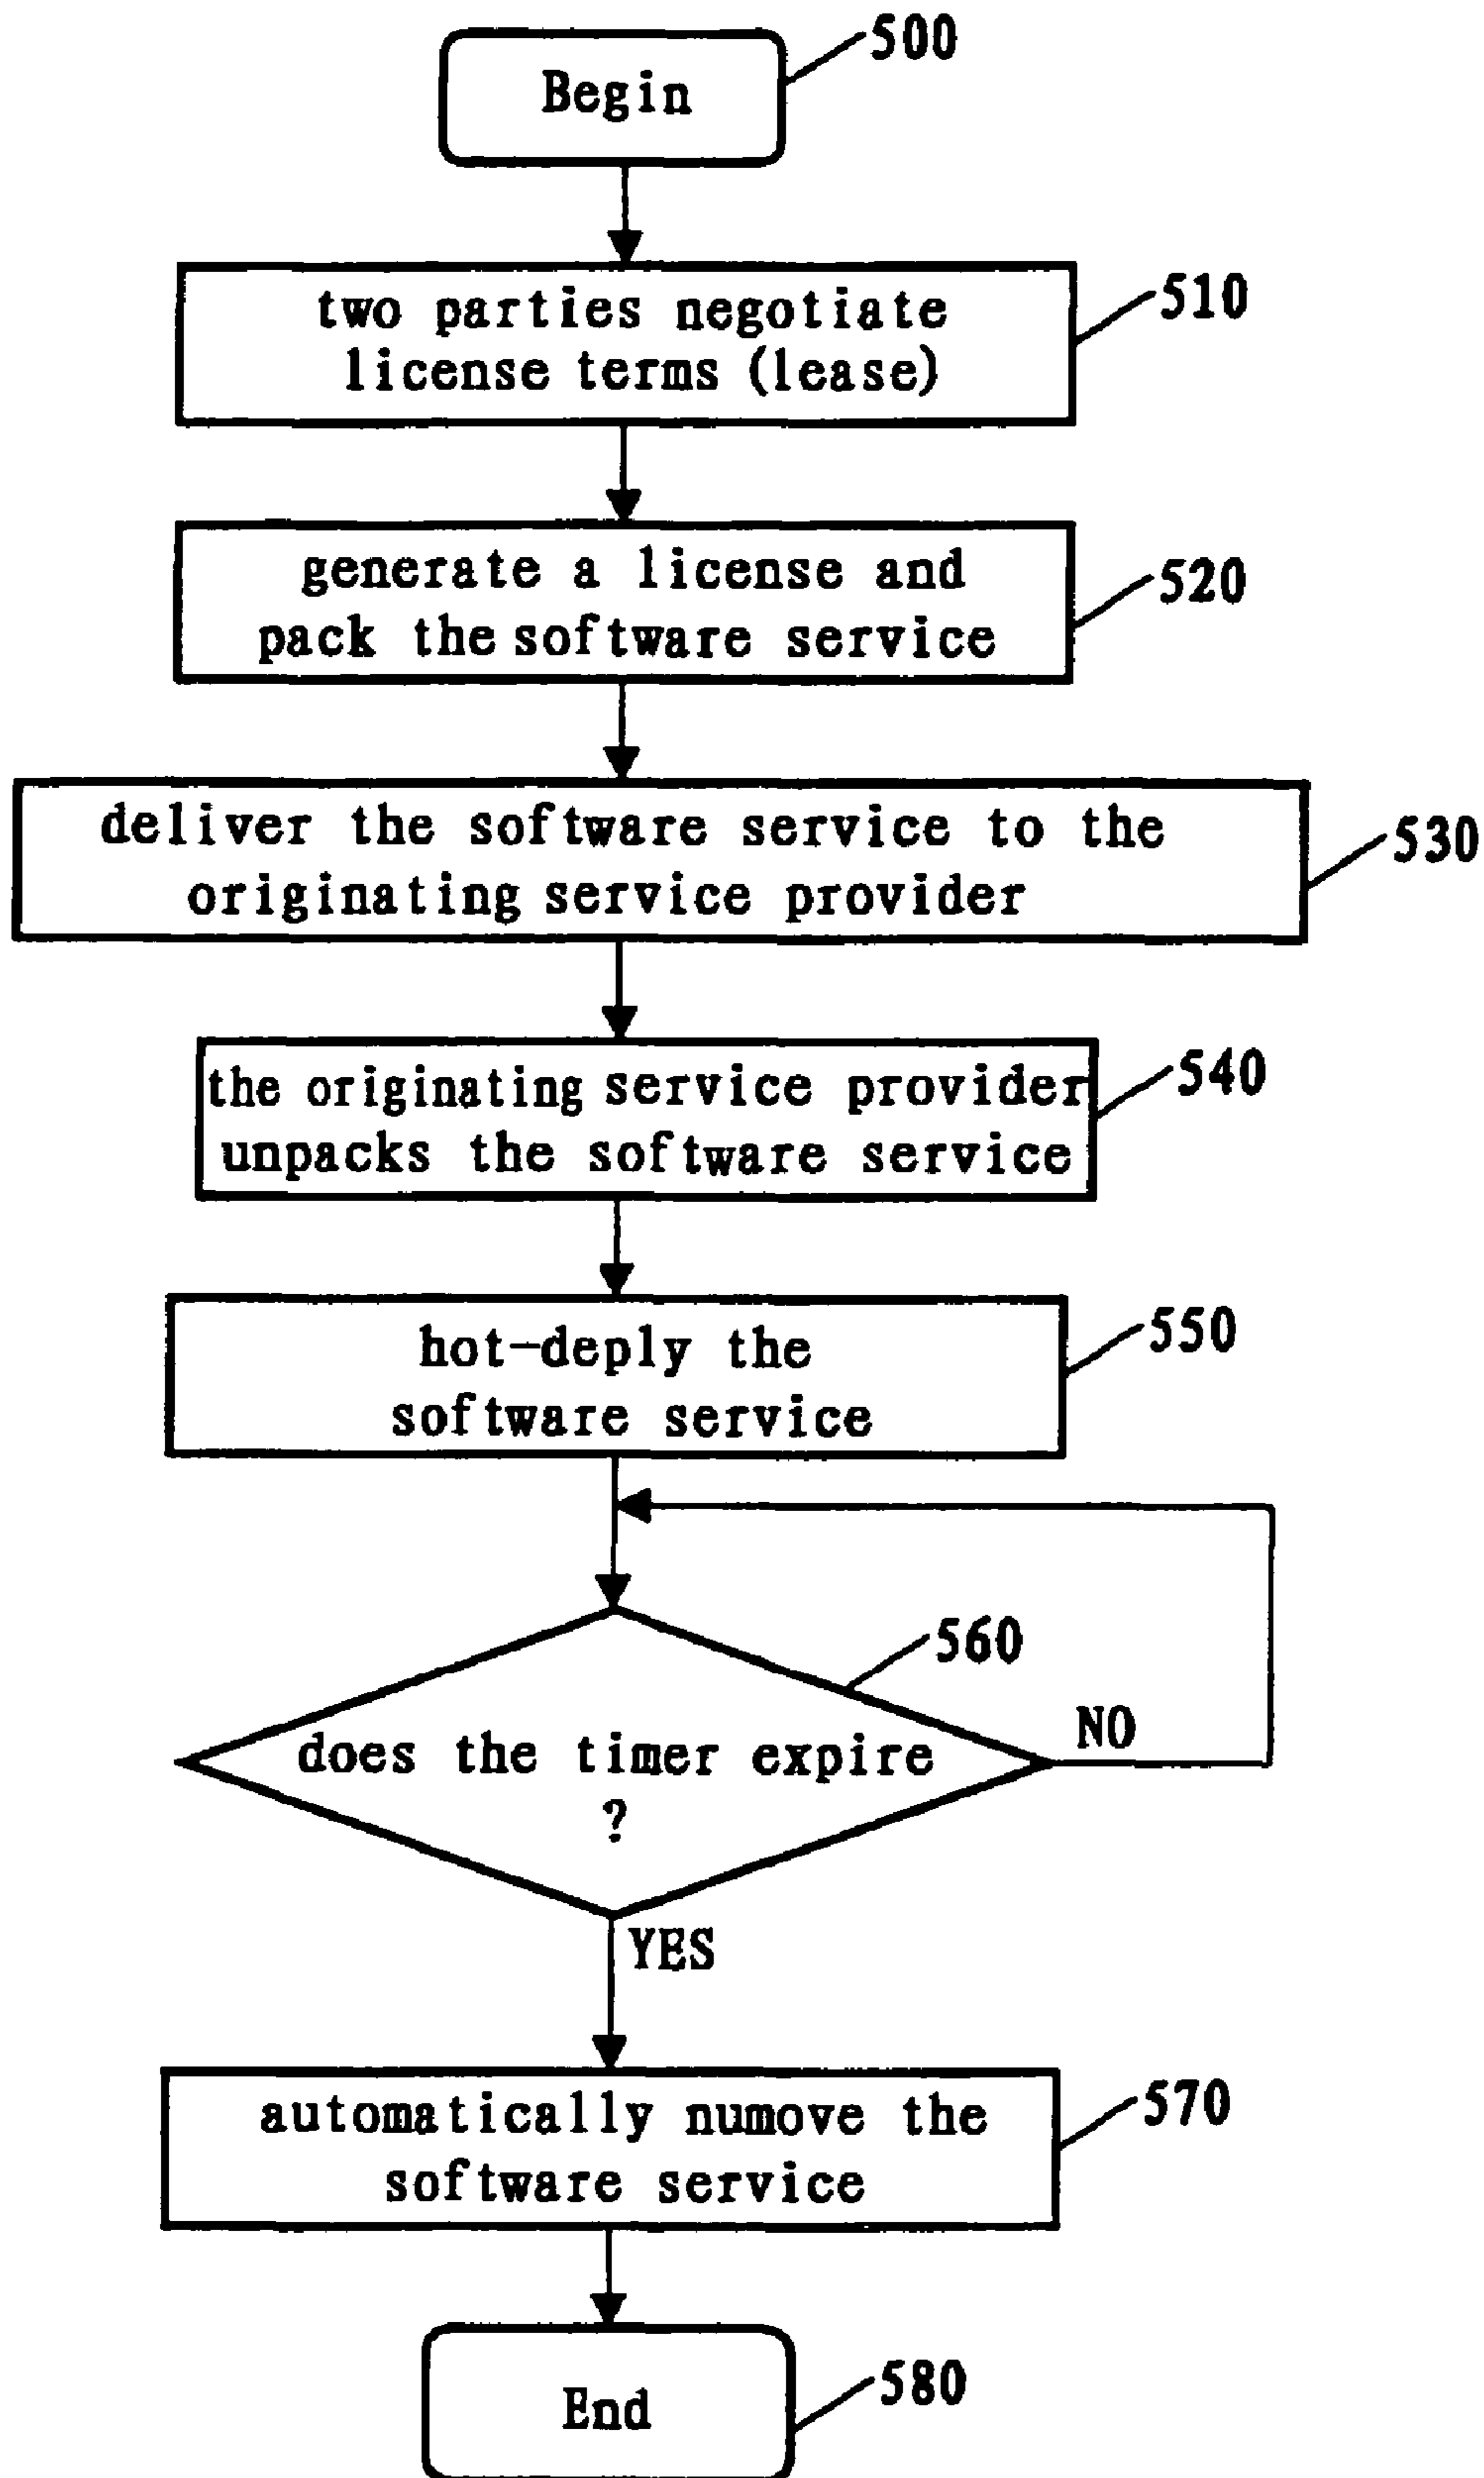 Begin
500
two parties negotiate
license terms (lease)
510
generate a license and
pack the software service
520
deliver the software service to the
originating service provider
530
the originating service provider
unpacks the software service
540
hot-deply the
software service
550
560
does the timer expire
?
NO
YES
automatically numove the
software service
570
End
580